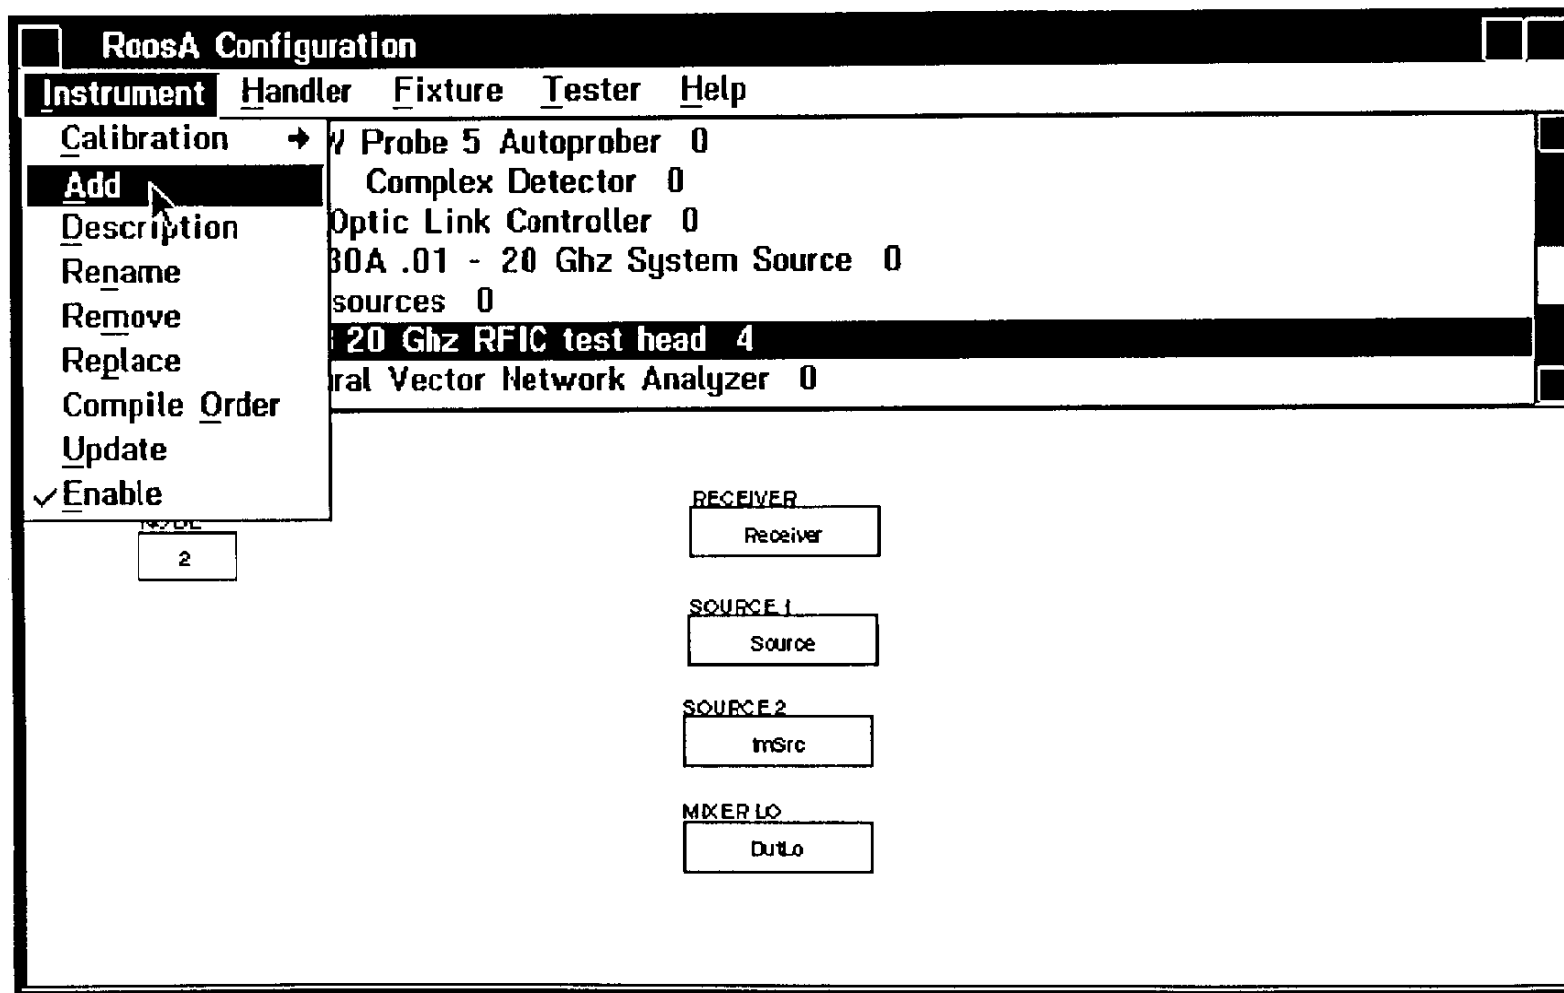 RoosA Configuration
Instrument Handler Fixture Tester Help
Calibration
Add
Description
Rename
Remove
Replace
Compile Order
Update
Enable
Probe 5 Autoprober 0
Complex Detector 0
Optic Link Controller 0
30A .01 - 20 Ghz System Source 0
sources 0
20 Ghz RFIC test head 4
ral Vector Network Analyzer 0
2
RECEIVER
Receiver
SOURCE 1
Source
SOURCE 2
ImSrc
MIXER LO
DutLo